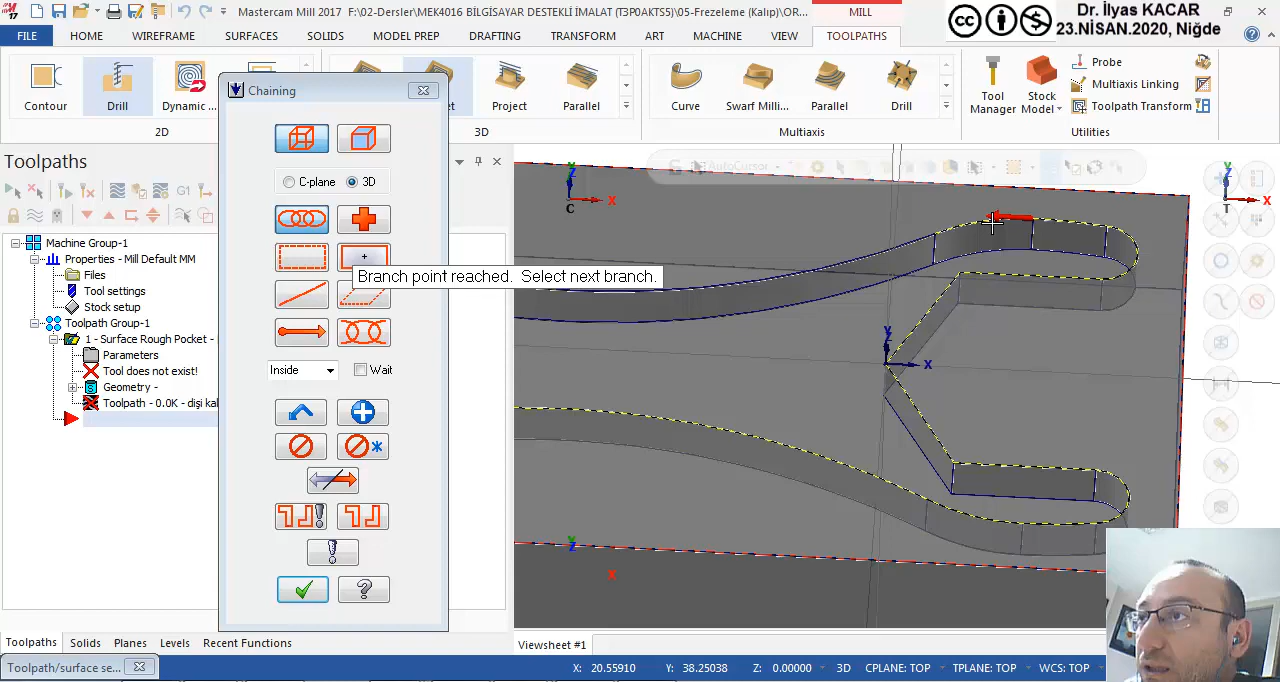 Mastercam Mill 2017 F:\02-Dersler\MEK4016 BİLGİSAYAR DESTEKLİ İMALAT (T3P0AKTS5)\05-Frezeleme (Kalıp)\OR...
MILL
Dr. İlyas KACAR
23.NİSAN.2020, Niğde
FILE
HOME
WIREFRAME
SURFACES
SOLIDS
MODEL PREP
DRAFTING
TRANSFORM
ART
MACHINE
VIEW
TOOLPATHS
Contour
Drill
Dynamic ...
Project
Parallel
Curve
Swarf Milli...
Parallel
Drill
Tool
Manager
Stock
Model
Probe
Multiaxis Linking
Toolpath Transform
2D
3D
Multiaxis
Utilities
Chaining
C-plane
3D
Inside
Wait
Branch point reached. Select next branch.
Toolpaths
G1
Machine Group-1
Properties - Mill Default MM
Files
Tool settings
Stock setup
Toolpath Group-1
1 - Surface Rough Pocket -
Parameters
Tool does not exist!
Geometry -
Toolpath - 0.0K - dişi kal
AutoCursor
Y
Z
X
C
Y
Z
X
T
Y
Z
X
Y
Z
X
Toolpaths
Solids
Planes
Levels
Recent Functions
Viewsheet #1
Toolpath/surface se...
X: 20.55910
Y: 38.25038
Z: 0.00000
3D
CPLANE: TOP
TPLANE: TOP
WCS: TOP